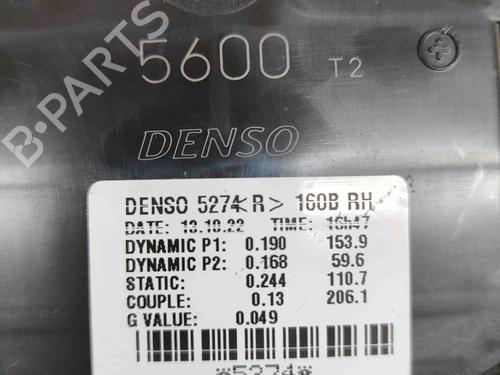 5600 T2
DENSO
B-PARTS
DENSO 5274<R> 160B RH
DATE: 13.10.22 TIME: 16h47
DYNAMIC P1: 0.190 153.9
DYNAMIC P2: 0.168 59.6
STATIC: 0.244 110.7
COUPLE: 0.13 206.1
G VALUE: 0.049
*5374*